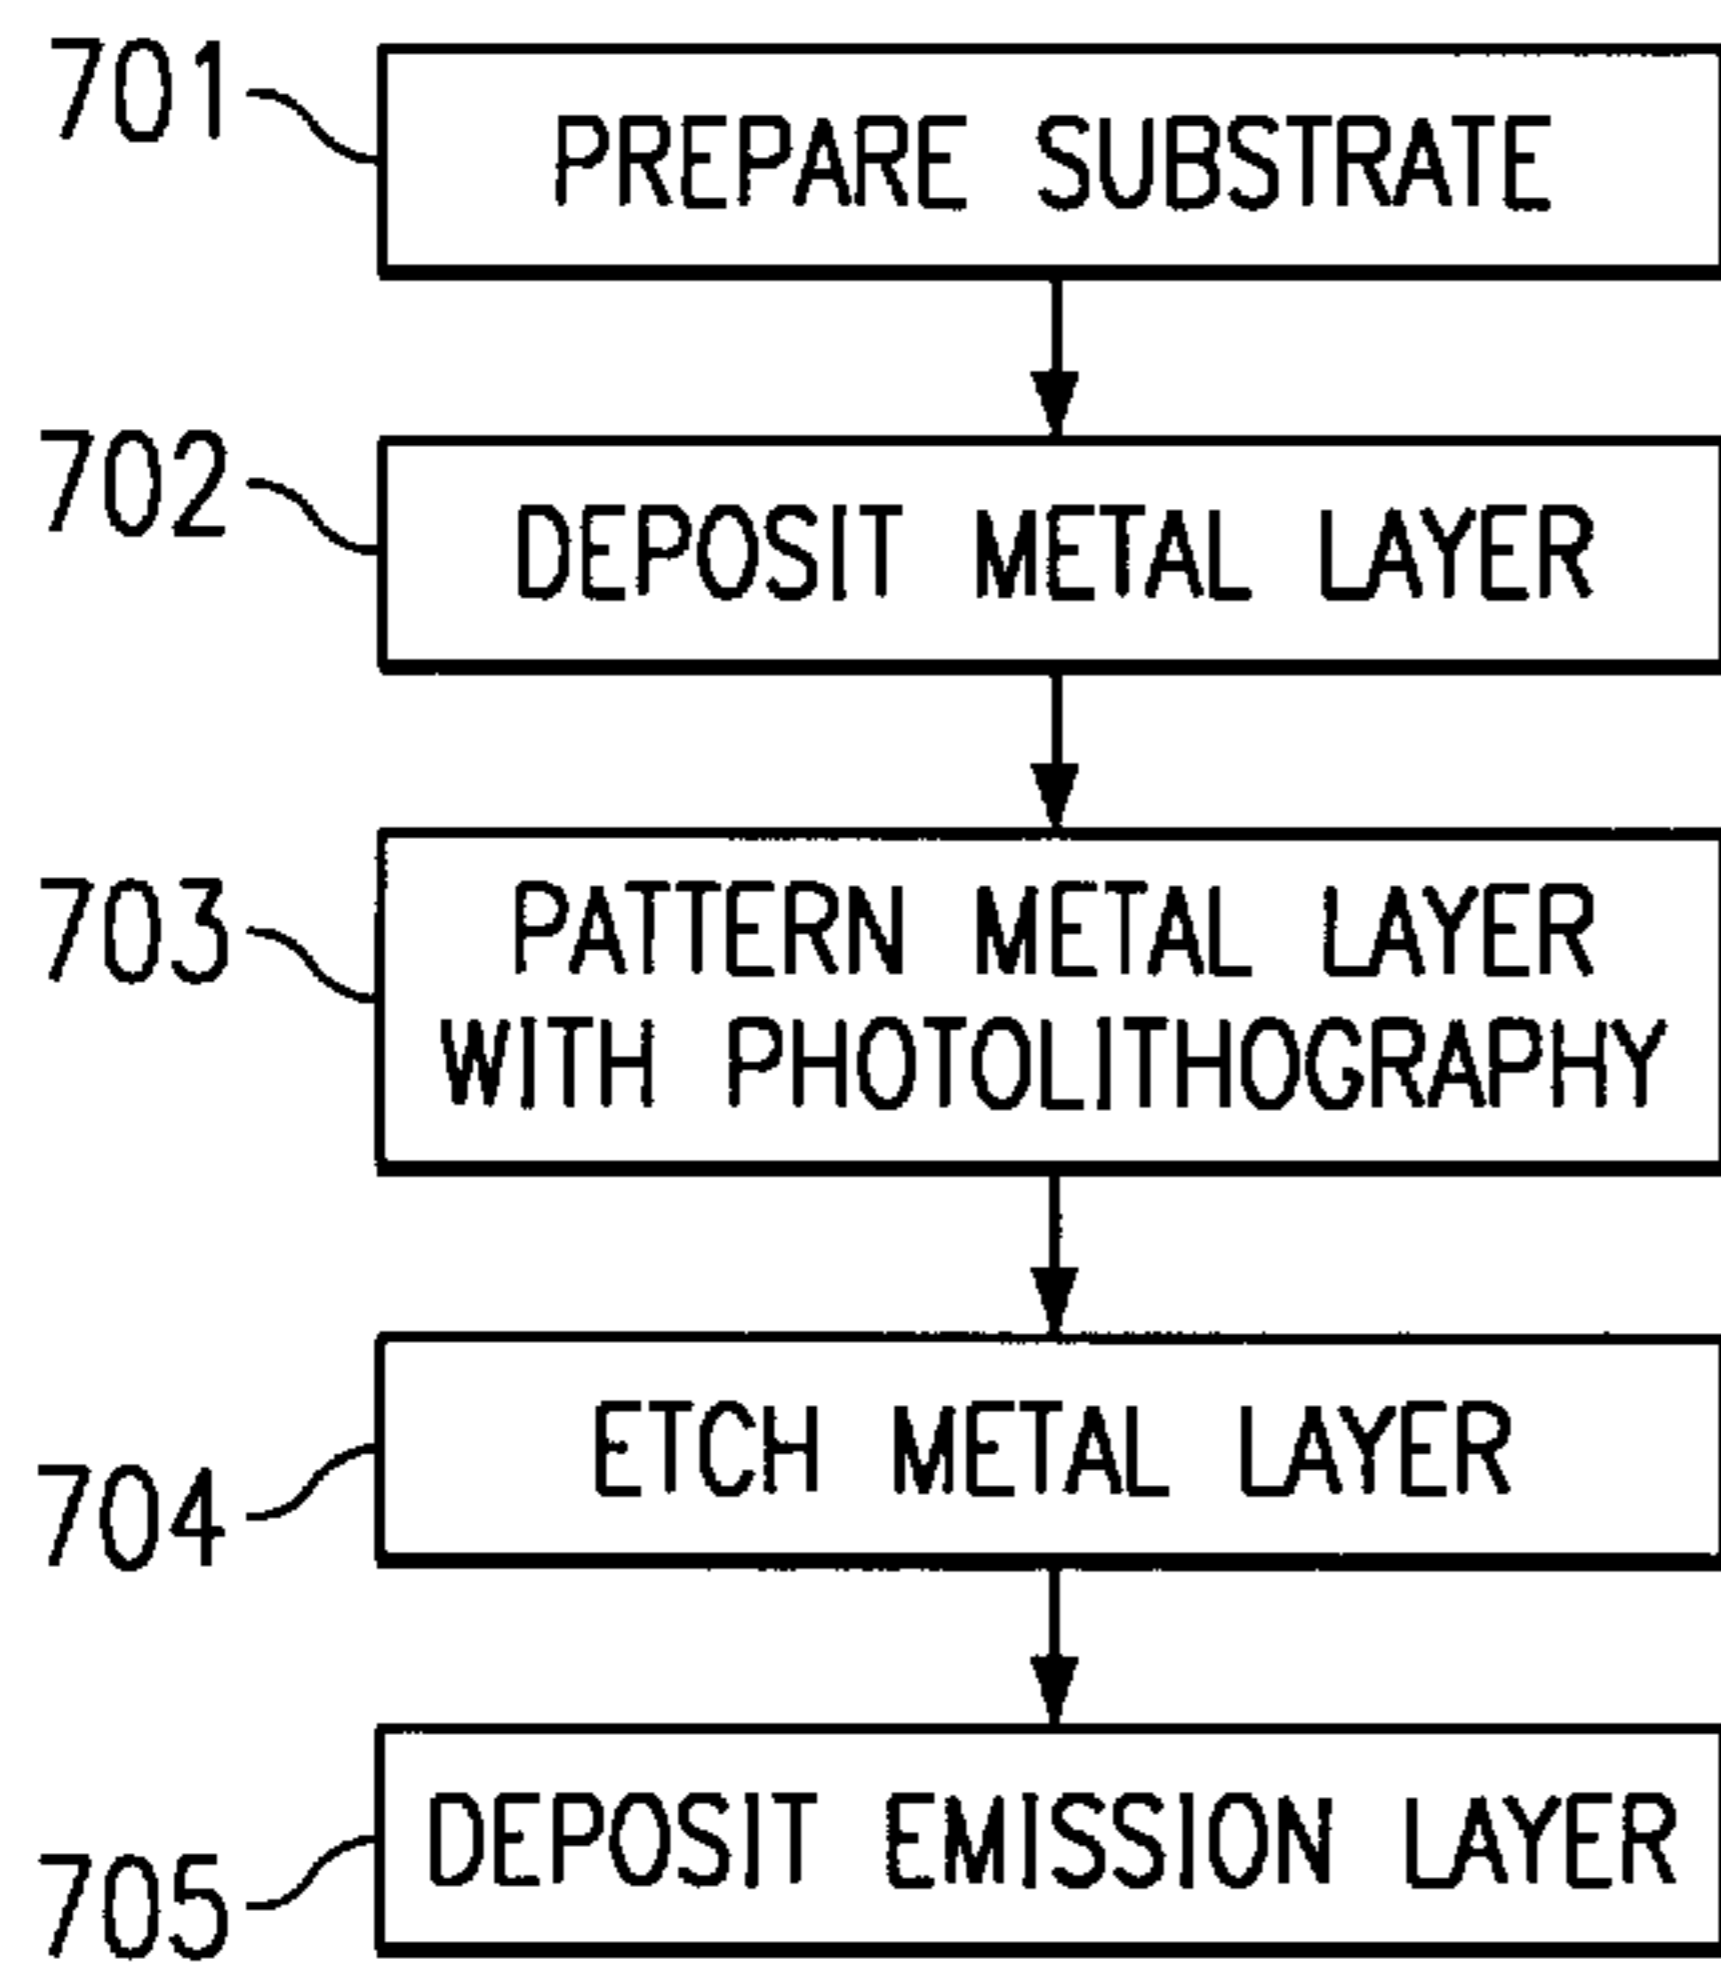 701
PREPARE SUBSTRATE
702
DEPOSIT METAL LAYER
703
PATTERN METAL LAYER
WITH PHOTOLITHOGRAPHY
704
ETCH METAL LAYER
705
DEPOSIT EMISSION LAYER